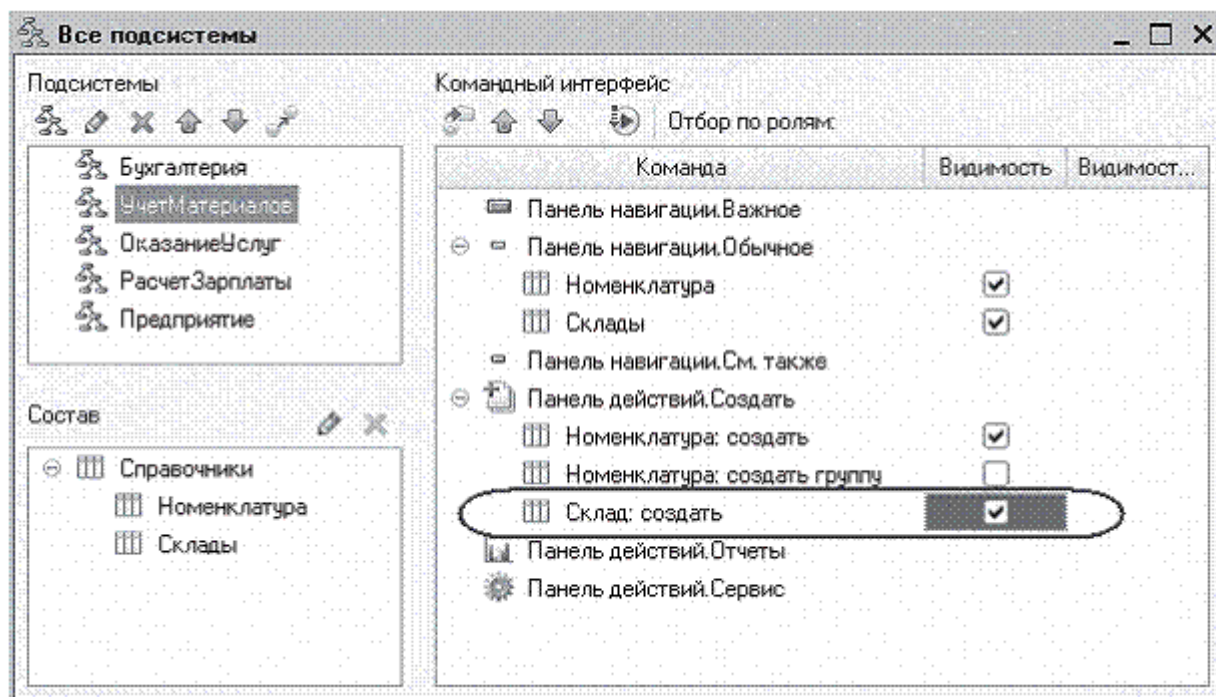 Все подсистемы
Подсистемы
Бухгалтерия
УчетМатериалов
ОказаниеУслуг
РасчетЗарплаты
Предприятие
Состав
Справочники
Номенклатура
Склады
Командный интерфейс
Отбор по ролям:
Команда Видимость Видимост...
Панель навигации.Важное
Панель навигации.Обычное
Номенклатура
Склады
Панель навигации.См. также
Панель действий.Создать
Номенклатура: создать
Номенклатура: создать группу
Склад: создать
Панель действий.Отчеты
Панель действий.Сервис